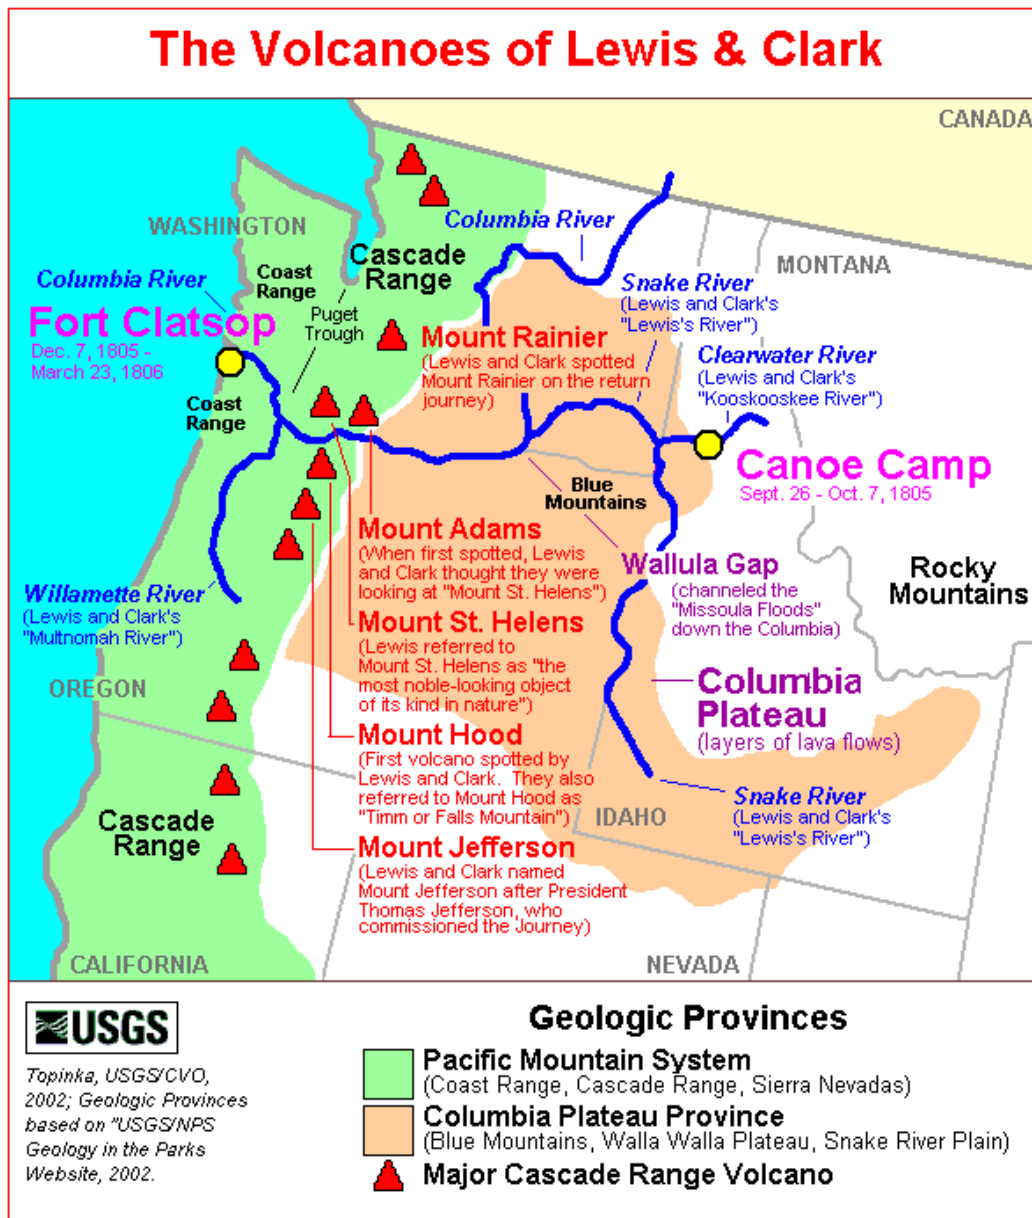 The Volcanoes of Lewis & Clark
CANADA
WASHINGTON
Columbia River
MONTANA
Cascade
Range
Coast
Range
Columbia River
Snake River
(Lewis and Clark's
"Lewis's River")
Puget
Trough
Fort Clatsop
Dec. 7, 1805 -
March 23, 1806
Mount Rainier
(Lewis and Clark spotted
Mount Rainier on the return
journey)
Clearwater River
(Lewis and Clark's
"Kooskooskee River")
Coast
Range
Canoe Camp
Sept. 26 - Oct. 7, 1805
Blue
Mountains
Mount Adams
(When first spotted, Lewis
and Clark thought they were
looking at "Mount St. Helens")
Wallula Gap
(channeled the
"Missoula Floods"
down the Columbia)
Rocky
Mountains
Willamette River
(Lewis and Clark's
"Multnomah River")
Mount St. Helens
(Lewis referred to
Mount St. Helens as "the
most noble-looking object
of its kind in nature")
OREGON
Columbia
Plateau
(layers of lava flows)
Mount Hood
(First volcano spotted by
Lewis and Clark. They also
referred to Mount Hood as
"Timm or Falls Mountain")
Snake River
(Lewis and Clark's
"Lewis's River")
IDAHO
Cascade
Range
Mount Jefferson
(Lewis and Clark named
Mount Jefferson after President
Thomas Jefferson, who
commissioned the Journey)
CALIFORNIA
NEVADA
USGS
Topinka, USGS/CVO,
2002; Geologic Provinces
based on "USGS/NPS
Geology in the Parks
Website, 2002.
Geologic Provinces
Pacific Mountain System
(Coast Range, Cascade Range, Sierra Nevadas)
Columbia Plateau Province
(Blue Mountains, Walla Walla Plateau, Snake River Plain)
Major Cascade Range Volcano